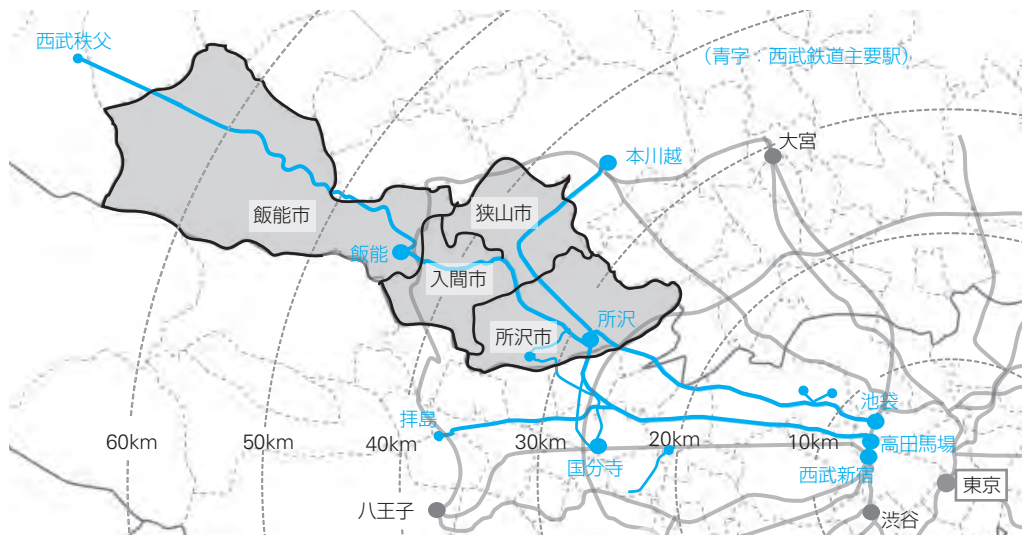 西武秩父
(青字：西武鉄道主要駅)
大宮
本川越
狭山市
飯能市
飯能
入間市
所沢
所沢市
池袋
拝島
60km
50km
40km
30km
20km
10km
高田馬場
国分寺
西武新宿
東京
八王子
渋谷